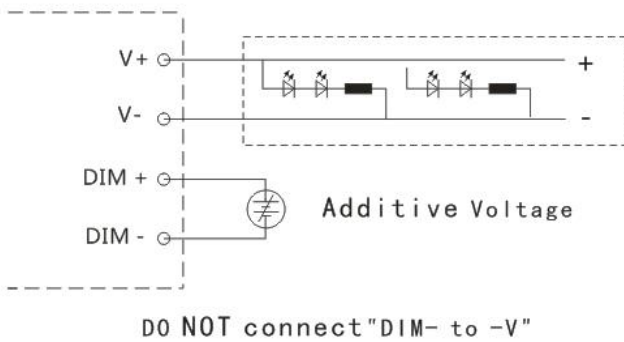 V+
+
V-
-
DIM +
Additive Voltage
DIM -
DO NOT connect"DIM- to -V"